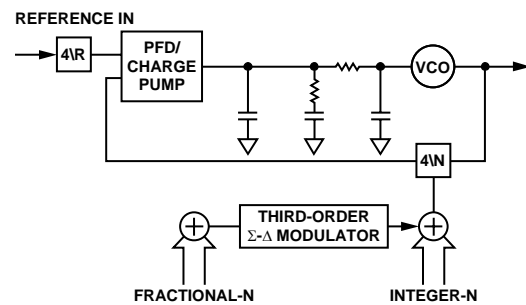 REFERENCE IN
4\R
PFD/
CHARGE
PUMP
VCO
4\N
THIRD-ORDER
Σ-Δ MODULATOR
FRACTIONAL-N
INTEGER-N